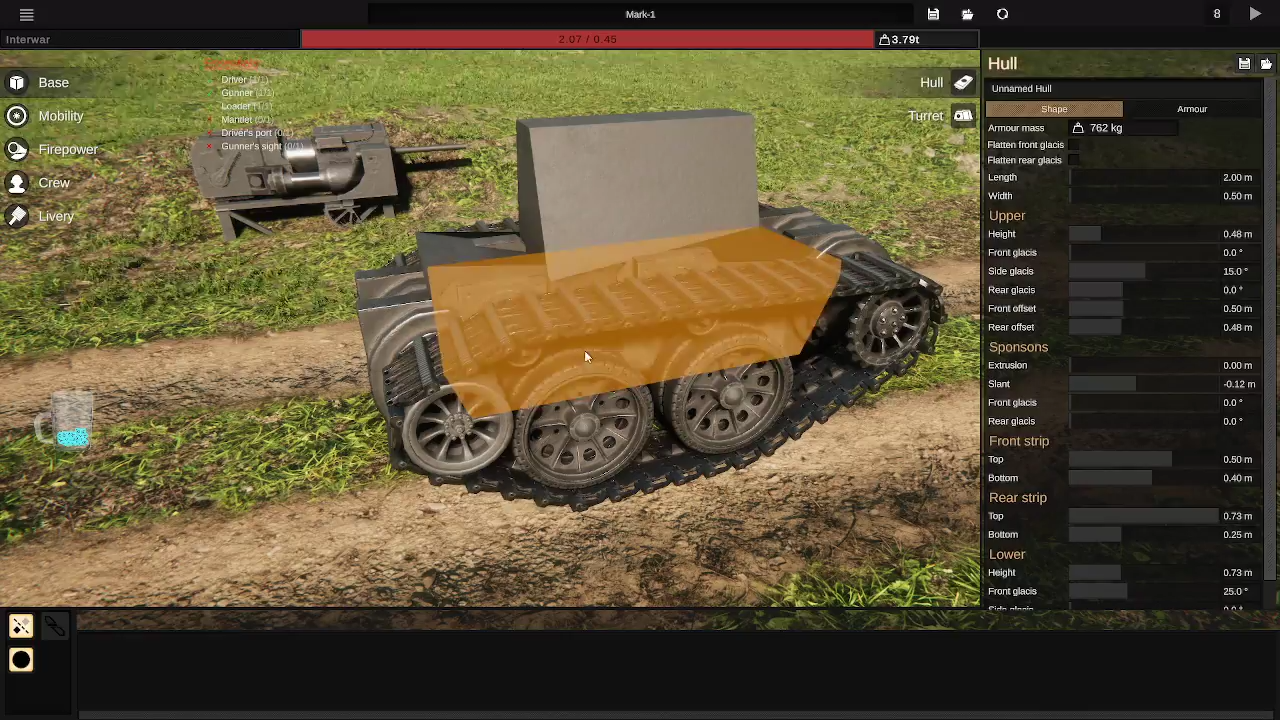 Mark-1
8
Interwar
2.07 / 0.45
3.79t
Base
Mobility
Firepower
Crew
Livery
Driver (1/1)
Gunner (1/1)
Loader (1/1)
Mantlet (0/1)
Driver's port (0/1)
Gunner's sight (0/1)
Hull
Turret
Hull
Unnamed Hull
Shape
Armour
Armour mass 762 kg
Flatten front glacis
Flatten rear glacis
Length 2.00 m
Width 0.50 m
Upper
Height 0.48 m
Front glacis 0.0 °
Side glacis 15.0 °
Rear glacis 0.0 °
Front offset 0.50 m
Rear offset 0.48 m
Sponsons
Extrusion 0.00 m
Slant -0.12 m
Front glacis 0.0 °
Rear glacis 0.0 °
Front strip
Top 0.50 m
Bottom 0.40 m
Rear strip
Top 0.73 m
Bottom 0.25 m
Lower
Height 0.73 m
Front glacis 25.0 °